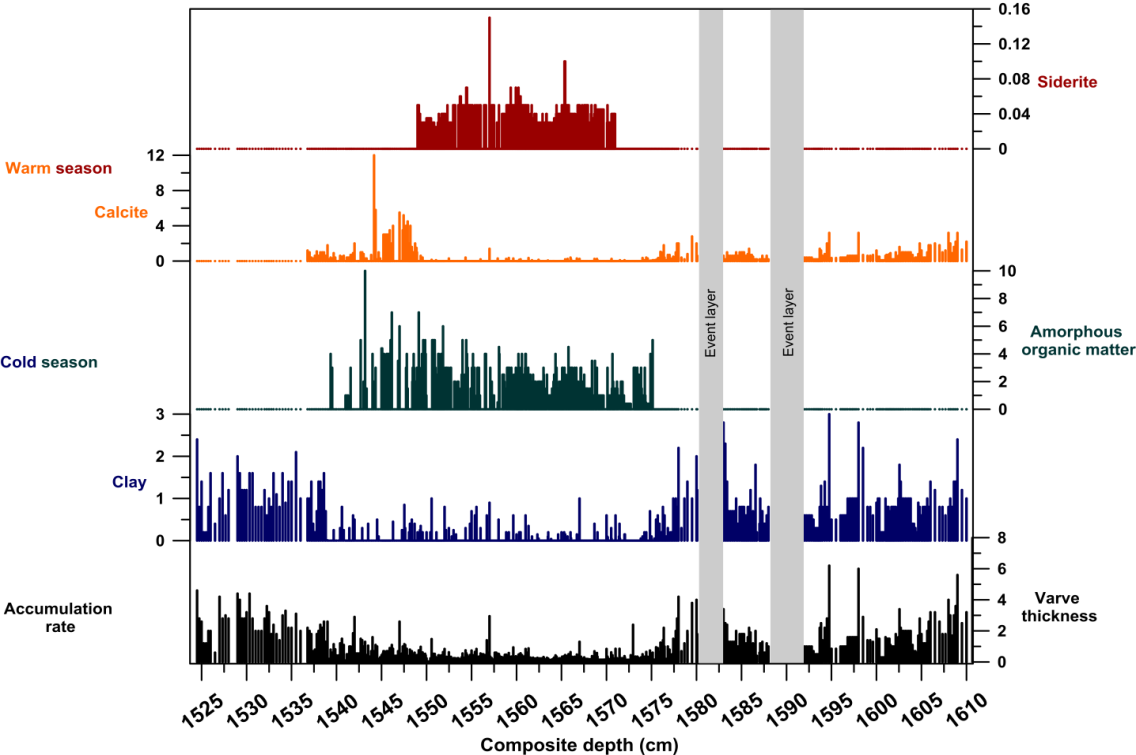 0.16
0.12
0.08
Siderite
0.04
0
Warm season
12
8
Calcite
4
0
10
8
6
Amorphous
organic matter
4
2
0
Event layer
Event layer
Cold season
3
2
Clay
1
0
8
6
Varve
thickness
4
2
0
Accumulation
rate
1525 1530 1535 1540 1545 1550 1555 1560 1565 1570 1575 1580 1585 1590 1595 1600 1605 1610
Composite depth (cm)